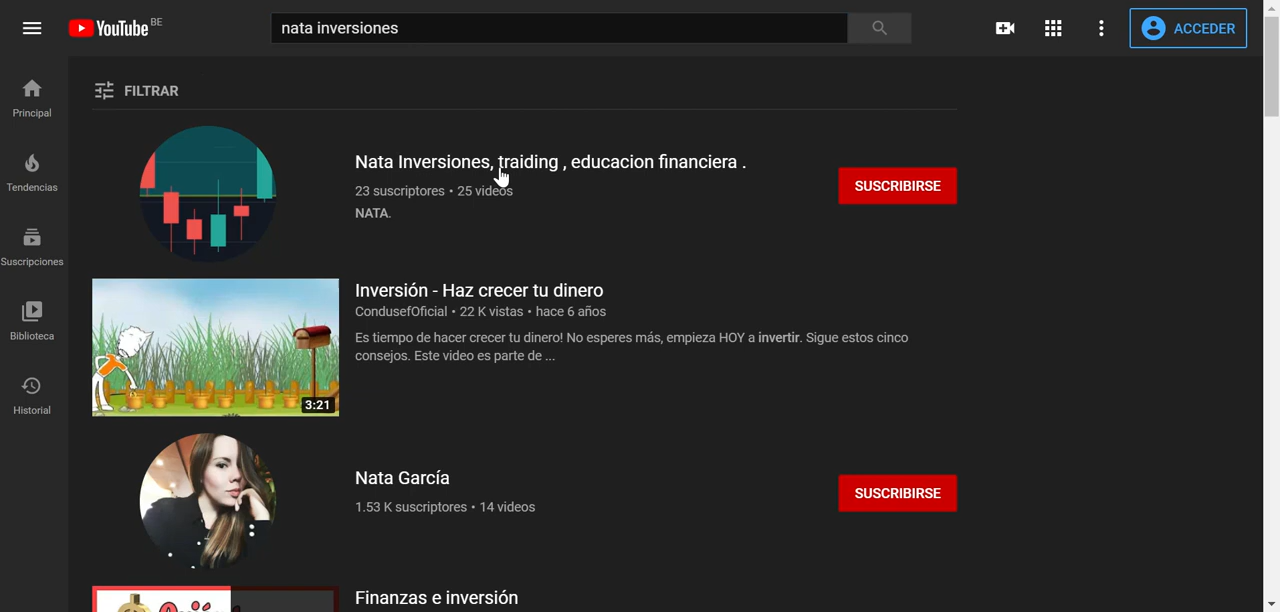 YouTube BE
nata inversiones
ACCEDER
Principal
Tendencias
Suscripciones
Biblioteca
Historial
FILTRAR
Nata Inversiones, traiding , educacion financiera .
23 suscriptores • 25 videos
NATA.
SUSCRIBIRSE
3:21
Inversión - Haz crecer tu dinero
CondusefOficial • 22 K vistas • hace 6 años
Es tiempo de hacer crecer tu dinero! No esperes más, empieza HOY a invertir. Sigue estos cinco
consejos. Este video es parte de ...
Nata García
1.53 K suscriptores • 14 videos
SUSCRIBIRSE
Finanzas e inversión